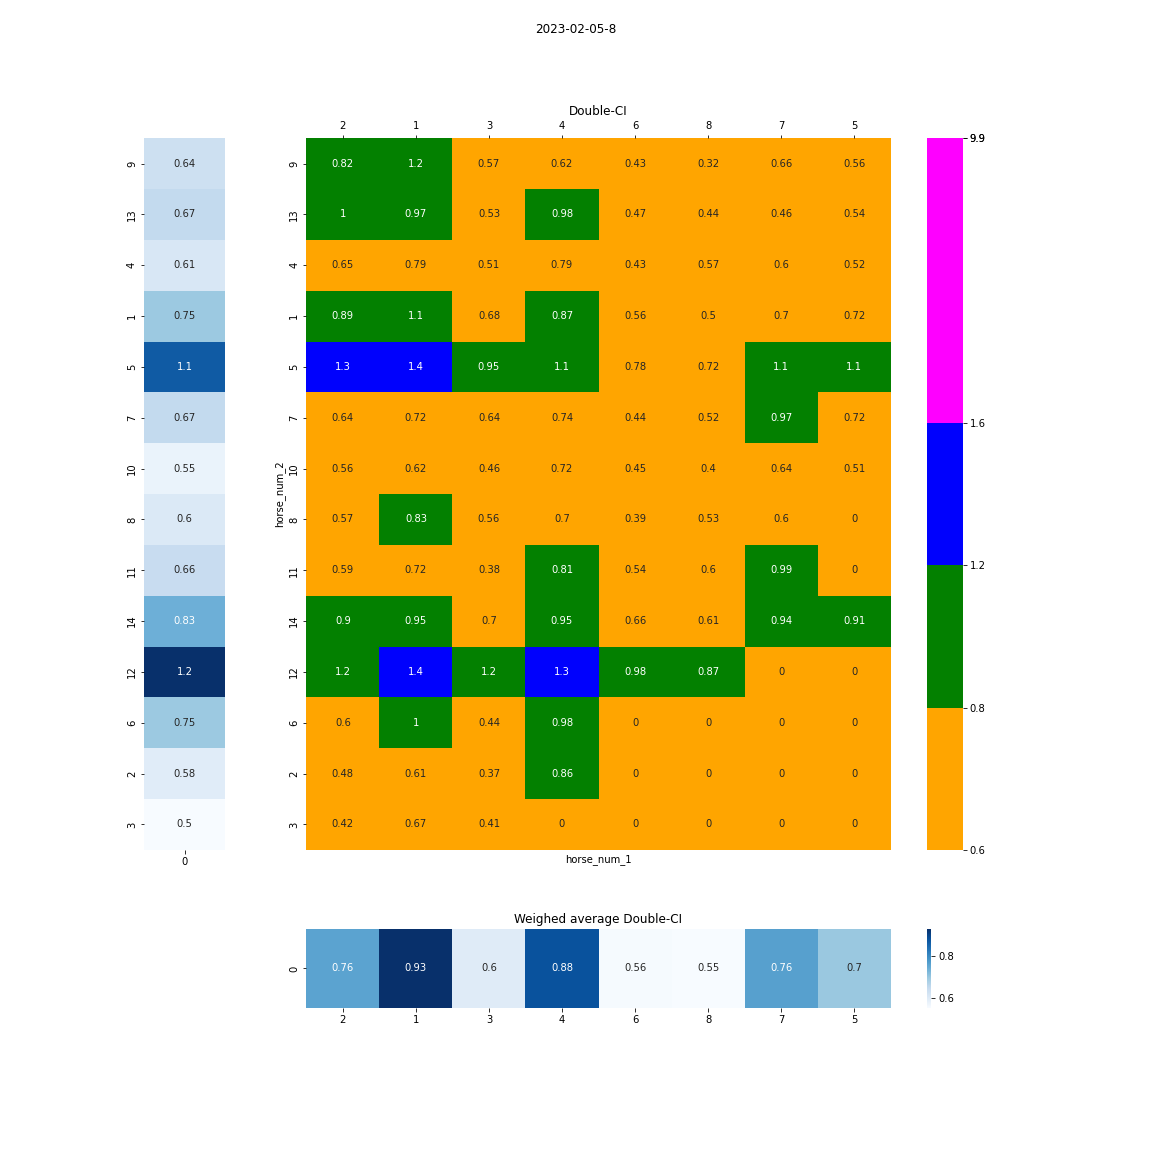 2023-02-05-8
Double-CI
2 1 3 4 6 8 7 5
9 0.64 9 0.82 1.2 0.57 0.62 0.43 0.32 0.66 0.56 9.9
13 0.67 13 1 0.97 0.53 0.98 0.47 0.44 0.46 0.54
4 0.61 4 0.65 0.79 0.51 0.79 0.43 0.57 0.6 0.52
1 0.75 1 0.89 1.1 0.68 0.87 0.56 0.5 0.7 0.72
5 1.1 5 1.3 1.4 0.95 1.1 0.78 0.72 1.1 1.1
7 0.67 7 0.64 0.72 0.64 0.74 0.44 0.52 0.97 0.72 1.6
10 0.55 10 0.56 0.62 0.46 0.72 0.45 0.4 0.64 0.51
horse_num_2
8 0.6 8 0.57 0.83 0.56 0.7 0.39 0.53 0.6 0
11 0.66 11 0.59 0.72 0.38 0.81 0.54 0.6 0.99 0 1.2
14 0.83 14 0.9 0.95 0.7 0.95 0.66 0.61 0.94 0.91
12 1.2 12 1.2 1.4 1.2 1.3 0.98 0.87 0 0
6 0.75 6 0.6 1 0.44 0.98 0 0 0 0 0.8
2 0.58 2 0.48 0.61 0.37 0.86 0 0 0 0
3 0.5 3 0.42 0.67 0.41 0 0 0 0 0 0.6
0 horse_num_1
Weighed average Double-CI
0 0.76 0.93 0.6 0.88 0.56 0.55 0.76 0.7 0.8
0.6
2 1 3 4 6 8 7 5